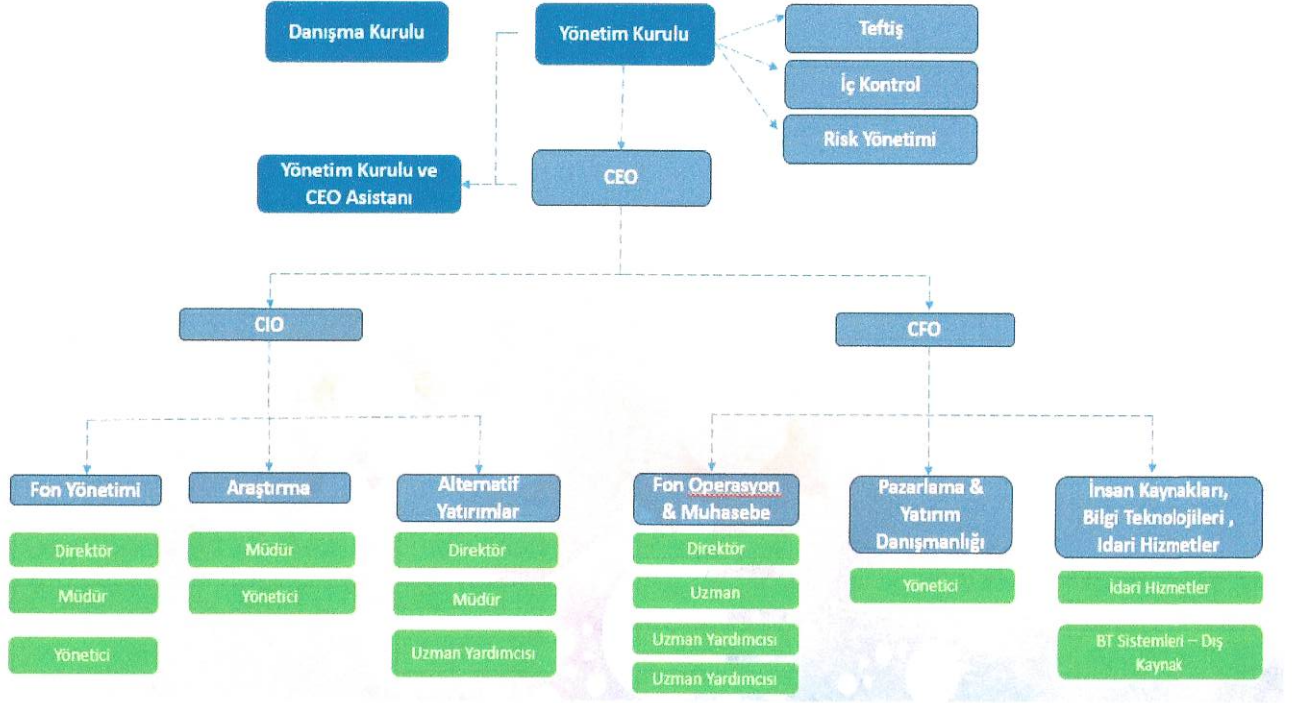 Danışma Kurulu
Yönetim Kurulu
Teftiş
İç Kontrol
Risk Yönetimi
Yönetim Kurulu ve
CEO Asistanı
CEO
CIO
CFO
Fon Yönetimi
Direktör
Müdür
Yönetici
Araştırma
Müdür
Yönetici
Alternatif
Yatırımlar
Direktör
Müdür
Uzman Yardımcısı
Fon Operasyon
& Muhasebe
Direktör
Uzman
Uzman Yardımcısı
Uzman Yardımcısı
Pazarlama &
Yatırım
Danışmanlığı
Yönetici
İnsan Kaynakları,
Bilgi Teknolojileri ,
Idari Hizmetler
İdari Hizmetler
BT Sistemleri – Dış
Kaynak